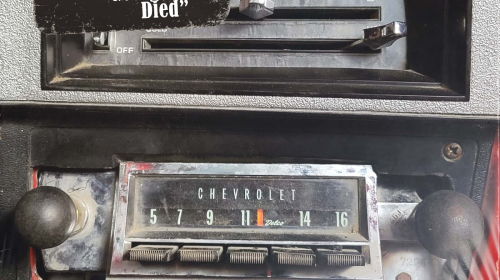 Died”
OFF
CHEVROLET
5 7 9 11 Delco 14 16